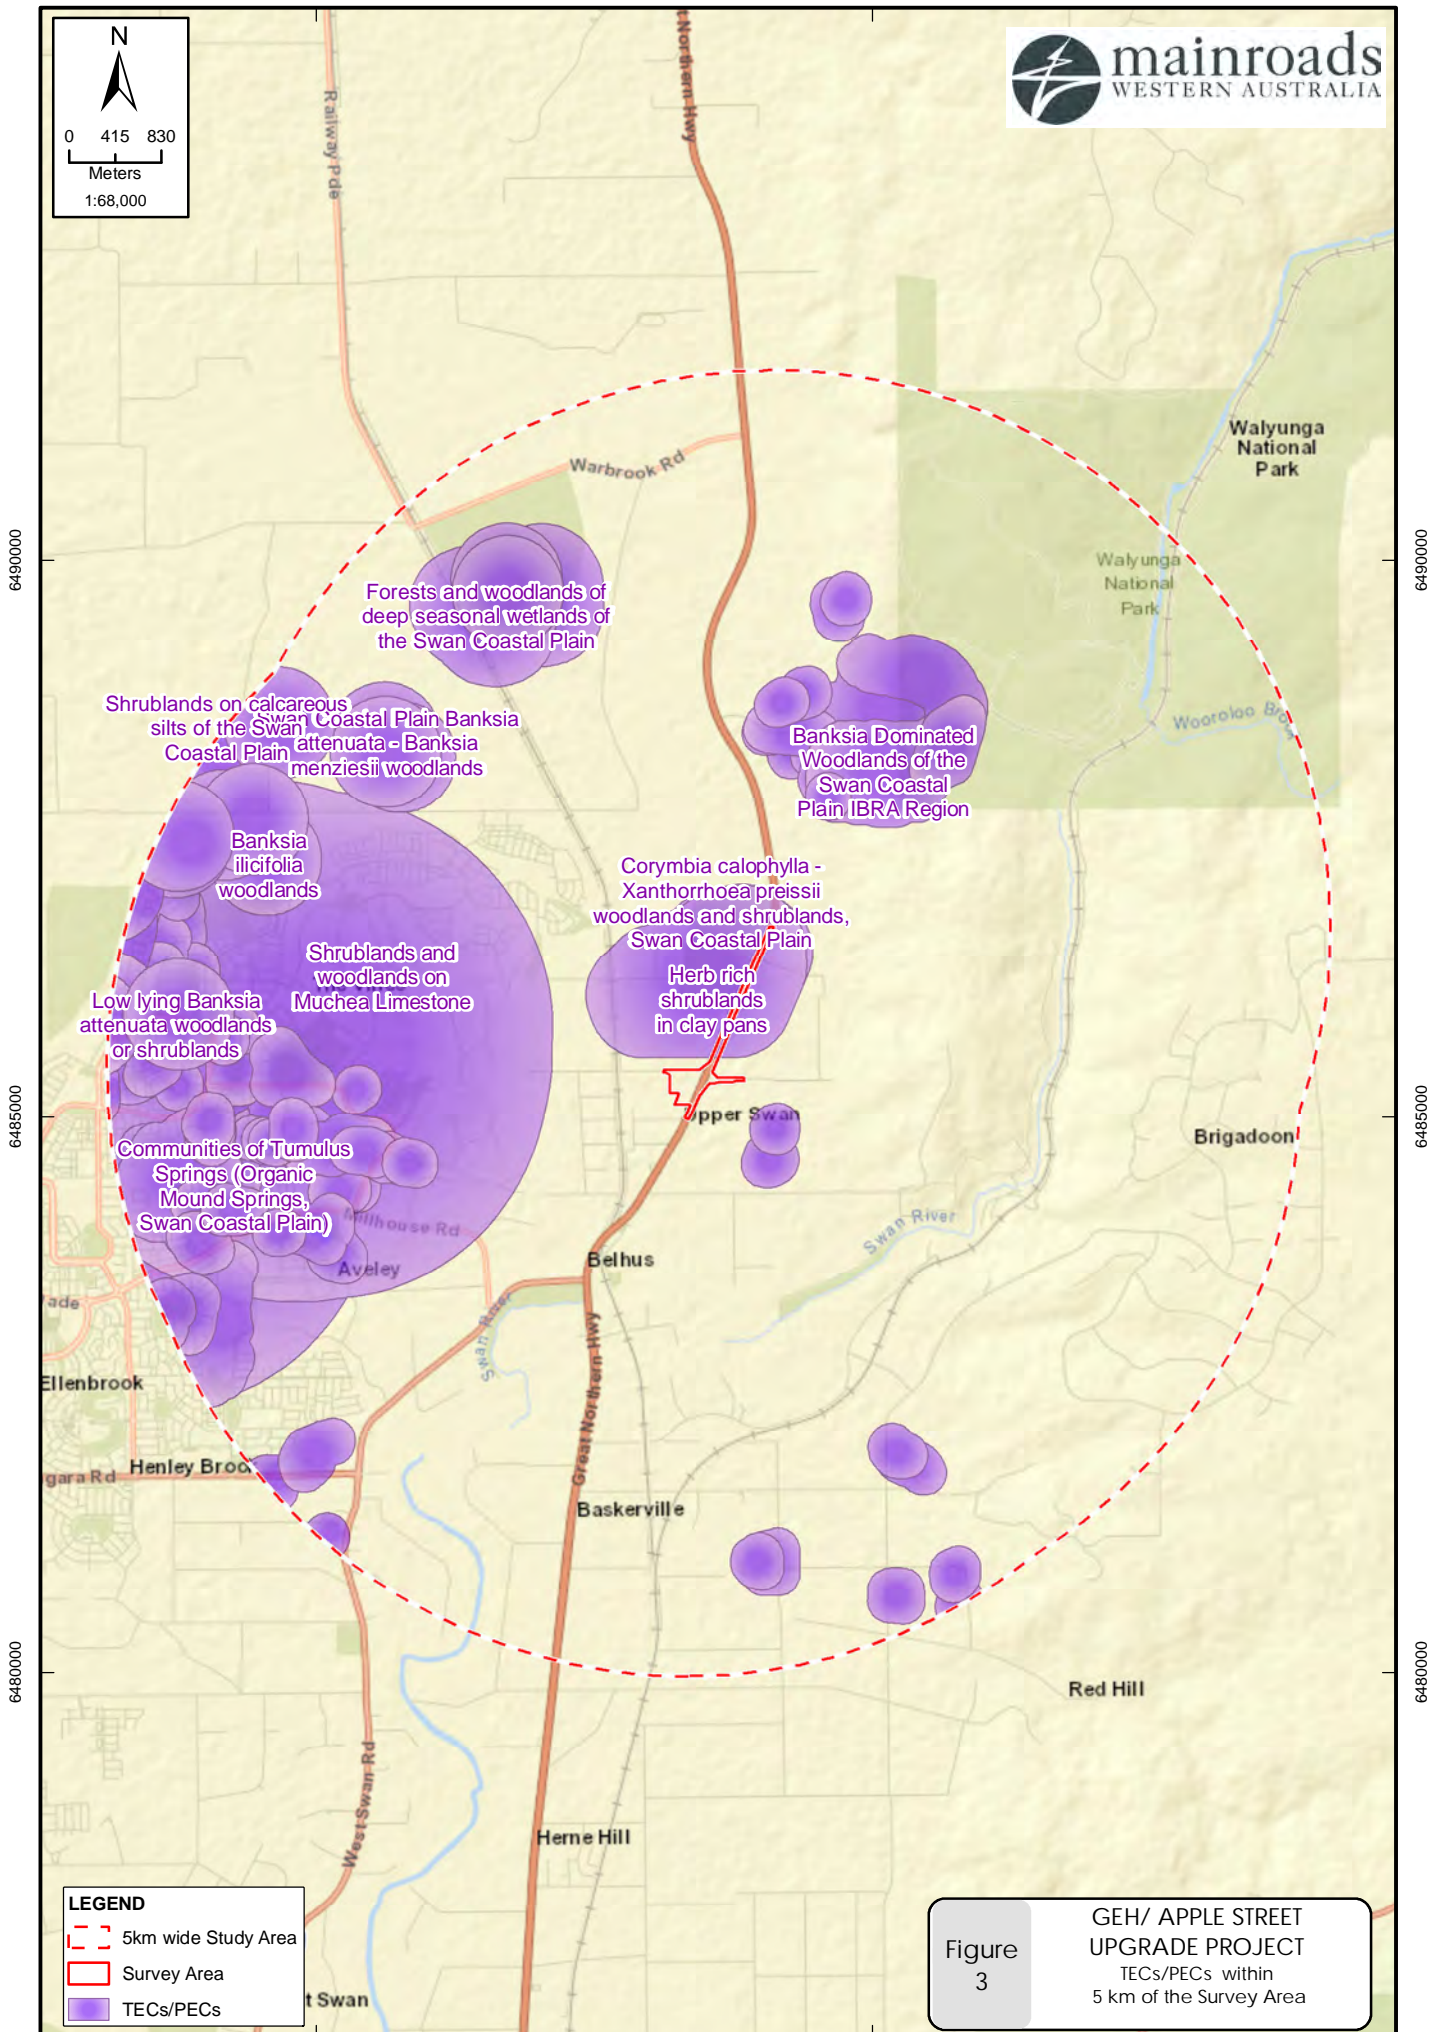 N
0 415 830
Meters
1:68,000
mainroads
WESTERN AUSTRALIA
Railway Pde
t Northern Hwy
Walyunga
National
Park
Warbrook Rd
6490000
6490000
Walyunga
National
Park
Forests and woodlands of
deep seasonal wetlands of
the Swan Coastal Plain
Shrublands on calcareous
silts of the Swan
Coastal Plain
Swan Coastal Plain Banksia
attenuata - Banksia
menziesii woodlands
Wooroloo Brook
Banksia Dominated
Woodlands of the
Swan Coastal
Plain IBRA Region
Banksia
ilicifolia
woodlands
Corymbia calophylla -
Xanthorrhoea preissii
woodlands and shrublands,
Swan Coastal Plain
Shrublands and
woodlands on
Muchea Limestone
Herb rich
shrublands
in clay pans
Low lying Banksia
attenuata woodlands
or shrublands
6485000
6485000
Upper Swan
Brigadoon
Communities of Tumulus
Springs (Organic
Mound Springs,
Swan Coastal Plain)
Millhouse Rd
Swan River
Belhus
Aveley
ade
Swan River
Great Northern Hwy
Ellenbrook
Henley Brook
gara Rd
Baskerville
6480000
6480000
Red Hill
West Swan Rd
Herne Hill
LEGEND
5km wide Study Area
Survey Area
TECs/PECs
t Swan
Figure
3
GEH/ APPLE STREET
UPGRADE PROJECT
TECs/PECs within
5 km of the Survey Area